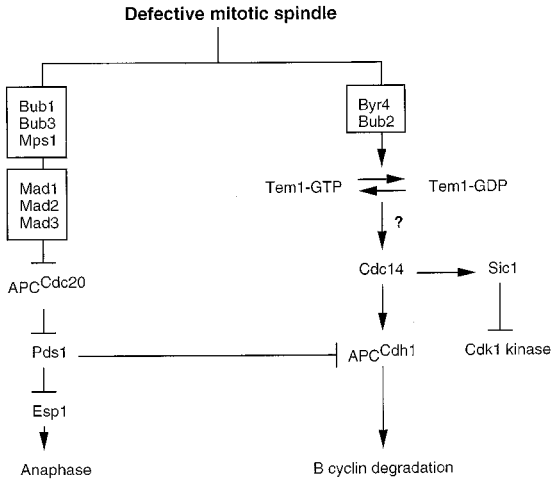 Defective mitotic spindle
Bub1
Bub3
Mps1
Mad1
Mad2
Mad3
APCCdc20
Pds1
Esp1
Anaphase
Byr4
Bub2
Tem1-GTP
Tem1-GDP
?
Cdc14
Sic1
APCCdh1
Cdk1 kinase
B cyclin degradation